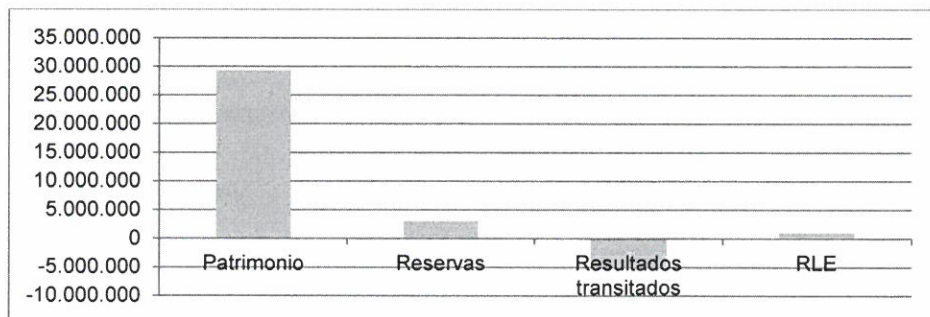 35.000.000
30.000.000
25.000.000
20.000.000
15.000.000
10.000.000
5.000.000
0
-5.000.000
-10.000.000
Patrimonio
Reservas
Resultados
transitados
RLE